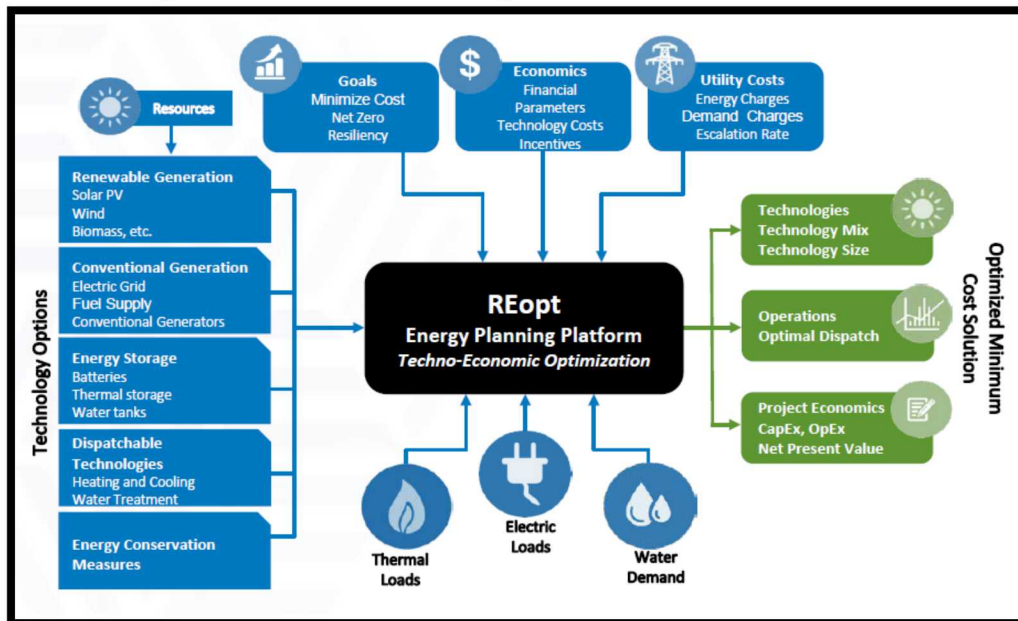 Goals
Minimize Cost
Net Zero
Resiliency
$
Economics
Financial
Parameters
Technology Costs
Incentives
Utility Costs
Energy Charges
Demand Charges
Escalation Rate
Resources
Technology Options
Renewable Generation
Solar PV
Wind
Biomass, etc.
Conventional Generation
Electric Grid
Fuel Supply
Conventional Generators
Energy Storage
Batteries
Thermal storage
Water tanks
Dispatchable
Technologies
Heating and Cooling
Water Treatment
Energy Conservation
Measures
REopt
Energy Planning Platform
Techno-Economic Optimization
Thermal
Loads
Electric
Loads
Water
Demand
Technologies
Technology Mix
Technology Size
Operations
Optimal Dispatch
Project Economics
CapEx, OpEx
Net Present Value
Optimized Minimum
Cost Solution